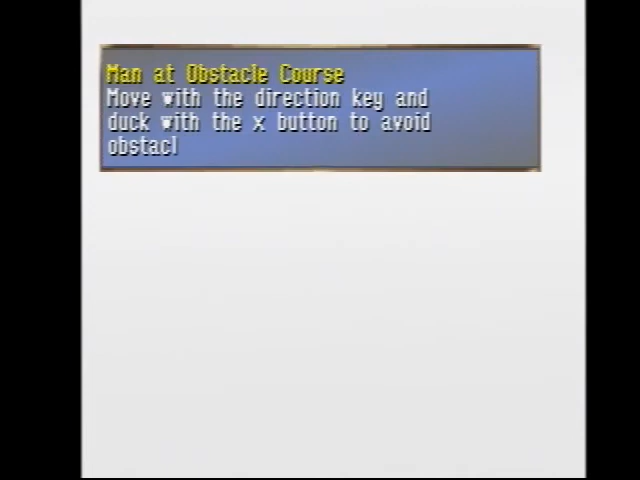 Man at Obstacle Course
Move with the direction key and
duck with the x button to avoid
obstacl